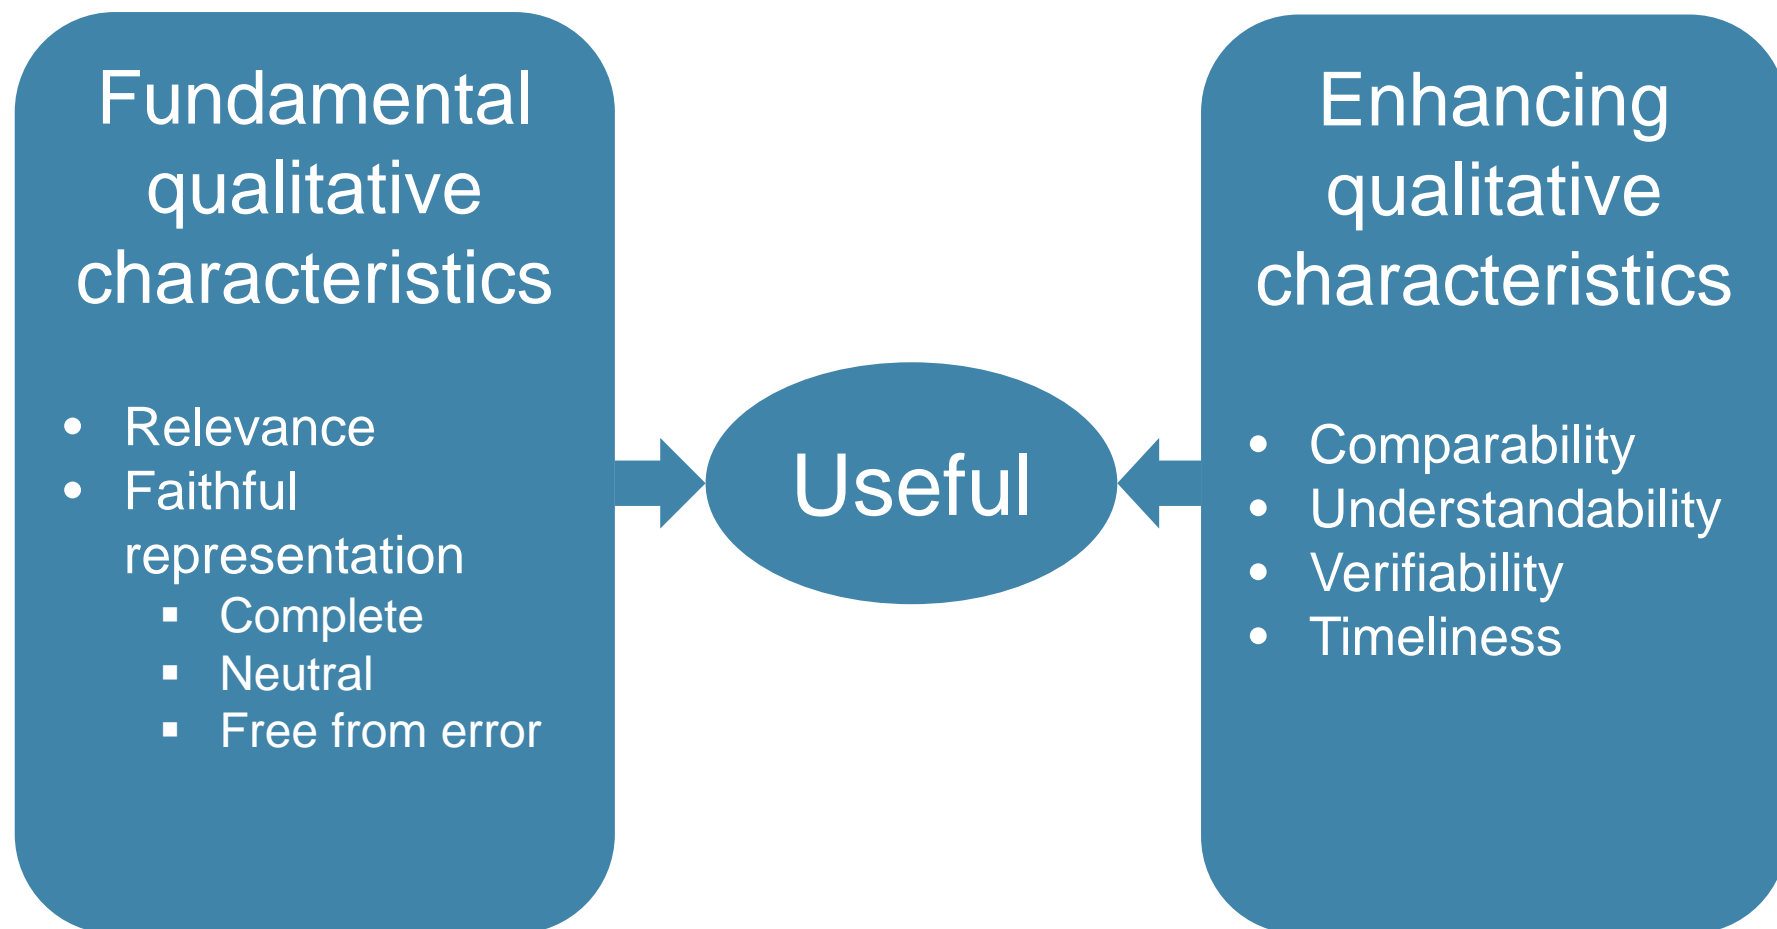 Fundamental
qualitative
characteristics
• Relevance
• Faithful
representation
▪ Complete
▪ Neutral
▪ Free from error
Useful
Enhancing
qualitative
characteristics
• Comparability
• Understandability
• Verifiability
• Timeliness